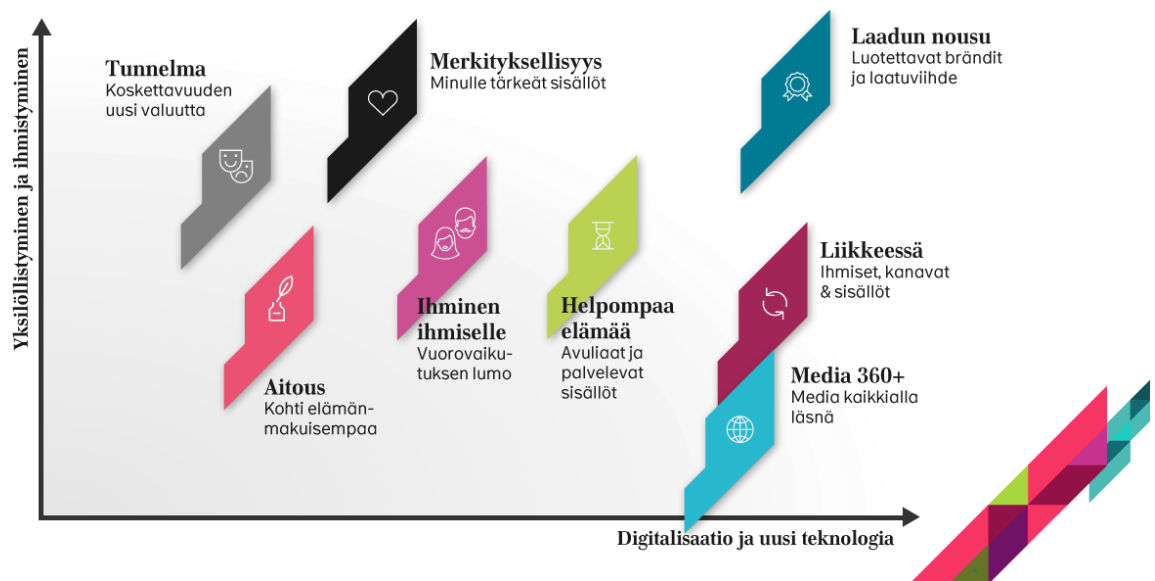 Yksilöllistyminen ja ihmistyminen
Tunnelma
Koskettavuuden
uusi valuutta
Merkityksellisyys
Minulle tärkeät sisällöt
Laadun nousu
Luotettavat brändit
ja laatuviihde
Aitous
Kohti elämän-
makuisempaa
Ihminen
ihmiselle
Vuorovaiku-
tuksen lumo
Helpompaa
elämää
Avuliaat ja
palvelevat
sisällöt
Liikkeessä
Ihmiset, kanavat
& sisällöt
Media 360+
Media kaikkialla
läsnä
Digitalisaatio ja uusi teknologia